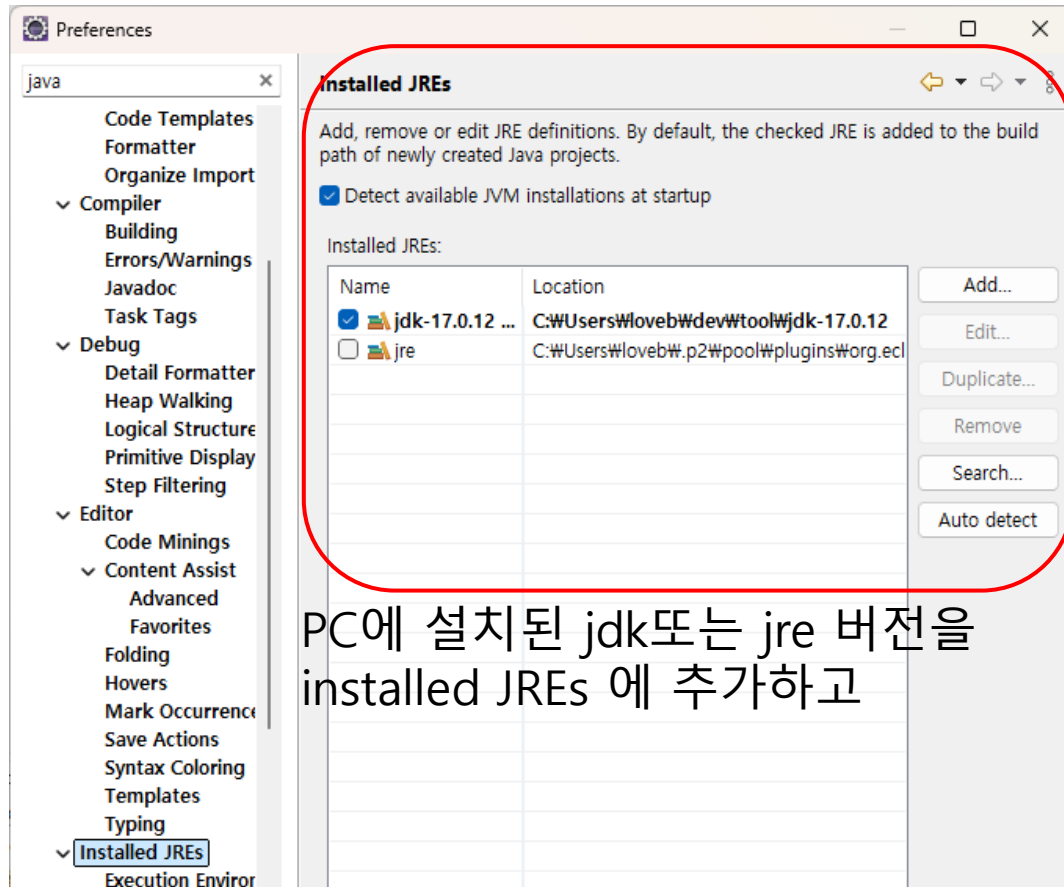 Preferences
java
Code Templates
Formatter
Organize Import
Compiler
Building
Errors/Warnings
Javadoc
Task Tags
Debug
Detail Formatter
Heap Walking
Logical Structure
Primitive Display
Step Filtering
Editor
Code Minings
Content Assist
Advanced
Favorites
Folding
Hovers
Mark Occurrence
Save Actions
Syntax Coloring
Templates
Typing
Installed JREs
Execution Environ
Installed JREs
Add, remove or edit JRE definitions. By default, the checked JRE is added to the build
path of newly created Java projects.
Detect available JVM installations at startup
Installed JREs:
Name Location
jdk-17.0.12 ... C:₩Users₩loveb₩dev₩tool₩jdk-17.0.12
jre C:₩Users₩loveb₩.p2₩pool₩plugins₩org.ecl
Add...
Edit...
Duplicate...
Remove
Search...
Auto detect
PC에 설치된 jdk또는 jre 버전을
installed JREs 에 추가하고